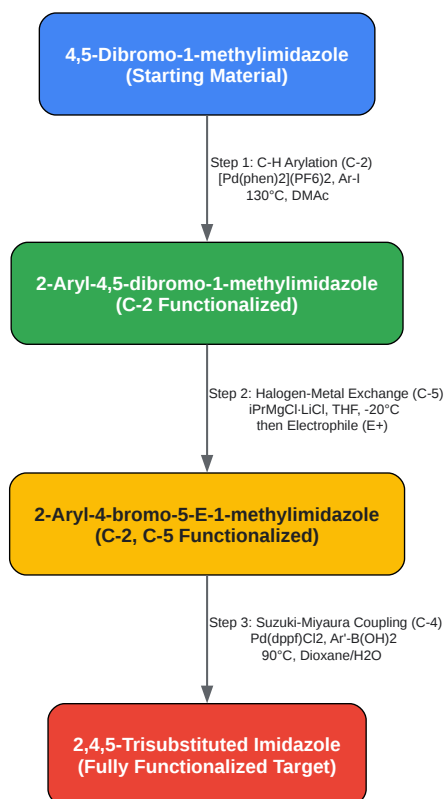 4,5-Dibromo-1-methylimidazole
(Starting Material)
Step 1: C-H Arylation (C-2)
[Pd(phen)2](PF6)2, Ar-I
130°C, DMAc
2-Aryl-4,5-dibromo-1-methylimidazole
(C-2 Functionalized)
Step 2: Halogen-Metal Exchange (C-5)
iPrMgCl·LiCl, THF, -20°C
then Electrophile (E+)
2-Aryl-4-bromo-5-E-1-methylimidazole
(C-2, C-5 Functionalized)
Step 3: Suzuki-Miyaura Coupling (C-4)
Pd(dppf)Cl2, Ar'-B(OH)2
90°C, Dioxane/H2O
2,4,5-Trisubstituted Imidazole
(Fully Functionalized Target)